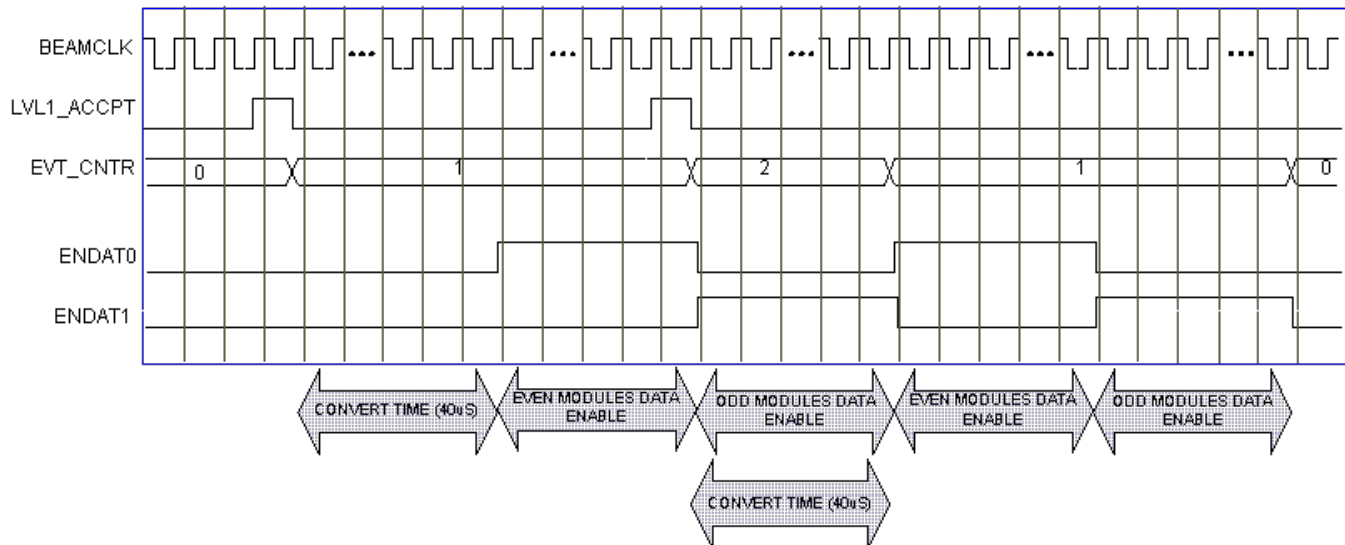 BEAMCLK
LVL1_ACCPT
EVT_CNTR
0
1
2
1
0
ENDAT0
ENDAT1
CONVERT TIME (40uS)
EVEN MODULES DATA
ENABLE
ODD MODULES DATA
ENABLE
EVEN MODULES DATA
ENABLE
ODD MODULES DATA
ENABLE
CONVERT TIME (40uS)